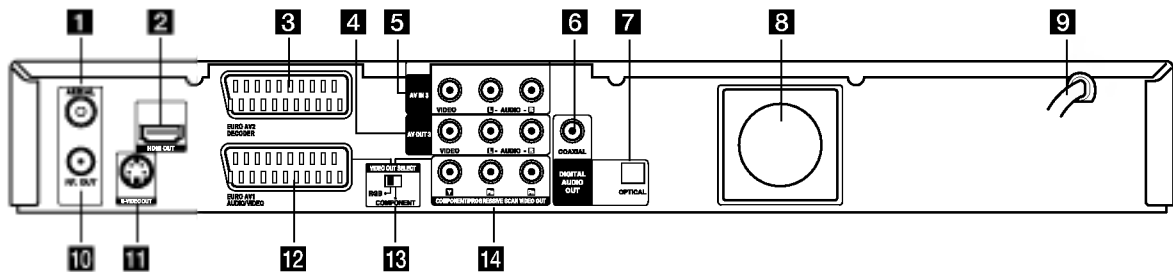 1
2
3
4
5
6
7
8
9
AERIAL
HDMI OUT
RF. OUT
S-VIDEO OUT
EURO AV2
DECODER
EURO AV1
AUDIO/VIDEO
AV IN 3
VIDEO
L - AUDIO - R
AV OUT 3
VIDEO
L - AUDIO - R
VIDEO OUT SELECT
RGB
COMPONENT
Y
PB
PR
COMPONENT/PROGRESSIVE SCAN VIDEO OUT
COAXIAL
DIGITAL
AUDIO
OUT
OPTICAL
10
11
12
13
14